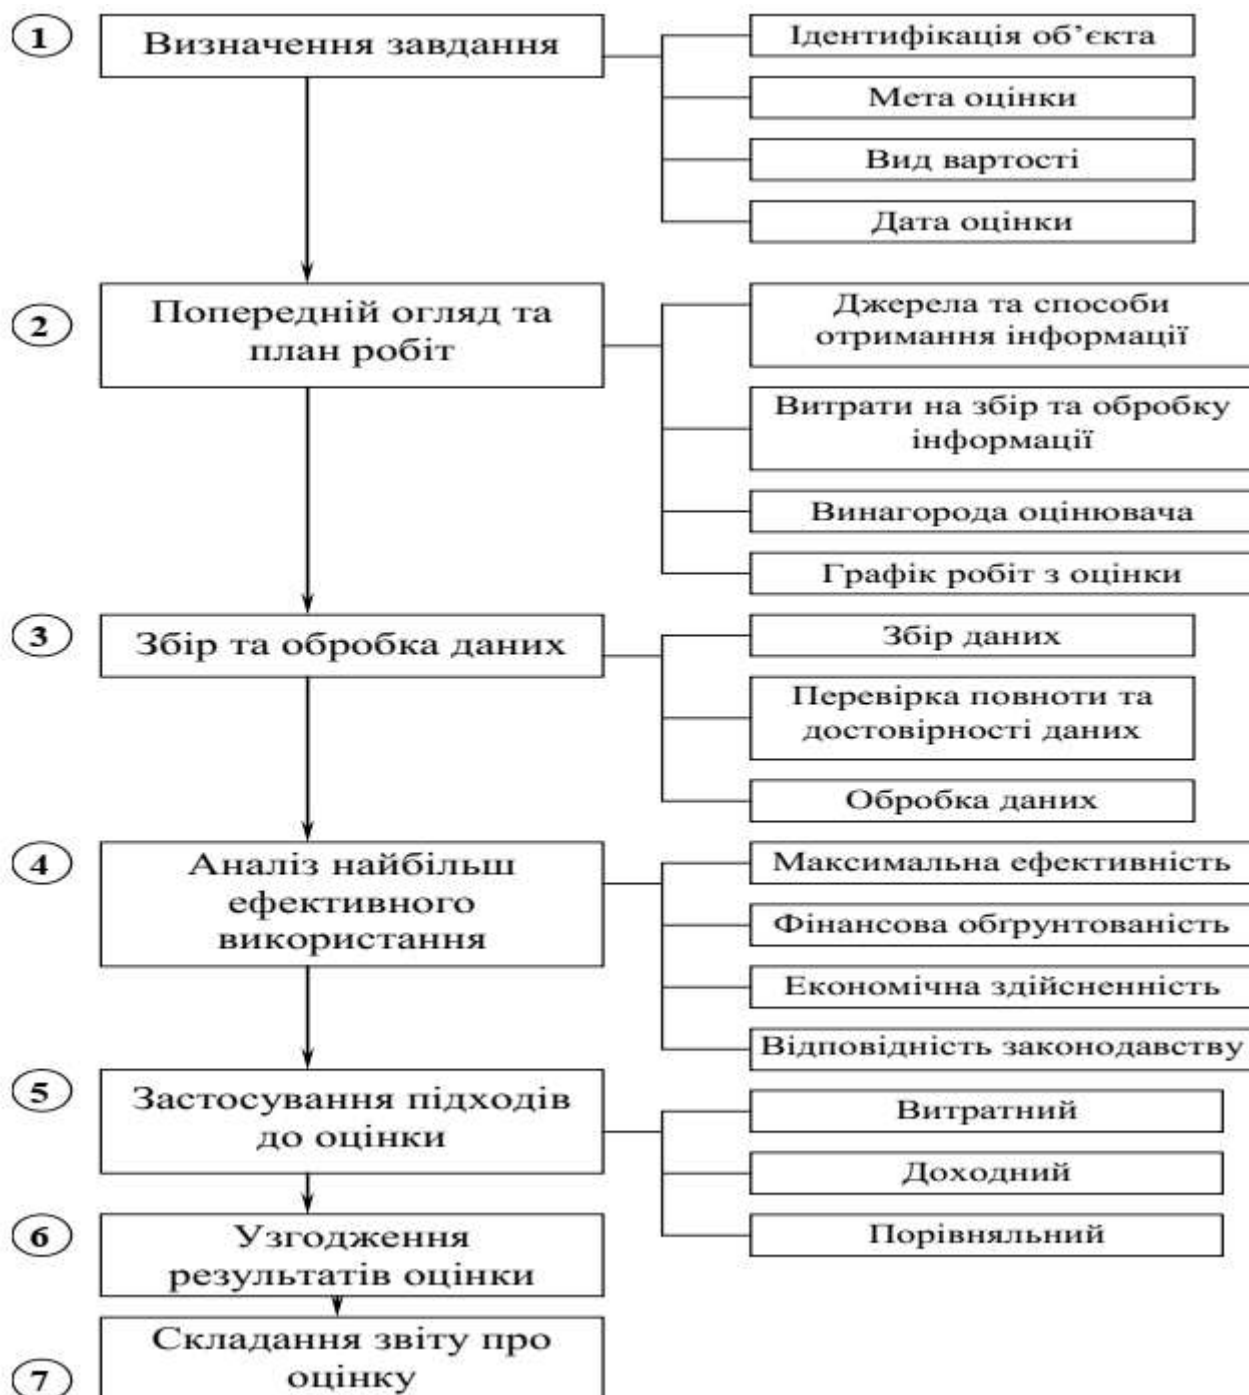 1
Визначення завдання
Ідентифікація об’єкта
Мета оцінки
Вид вартості
Дата оцінки
2
Попередній огляд та
план робіт
Джерела та способи
отримання інформації
Витрати на збір та обробку
інформації
Винагорода оцінювача
Графік робіт з оцінки
3
Збір та обробка даних
Збір даних
Перевірка повноти та
достовірності даних
Обробка даних
4
Аналіз найбільш
ефективного
використання
Максимальна ефективність
Фінансова обґрунтованість
Економічна здійсненність
Відповідність законодавству
5
Застосування підходів
до оцінки
Витратний
Доходний
Порівняльний
6
Узгодження
результатів оцінки
7
Складання звіту про
оцінку